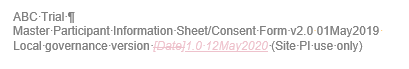 ABC Trial ¶
Master Participant Information Sheet/Consent Form v2.0 01May2019
Local governance version [Date]1.0 12May2020 (Site PI use only)